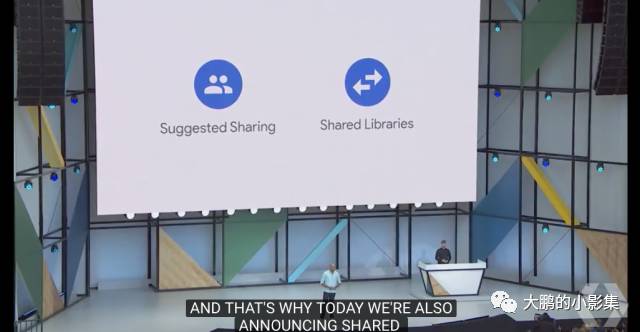 Suggested Sharing
Shared Libraries
AND THAT'S WHY TODAY WE'RE ALSO
ANNOUNCING SHARED
大鹏的小影集